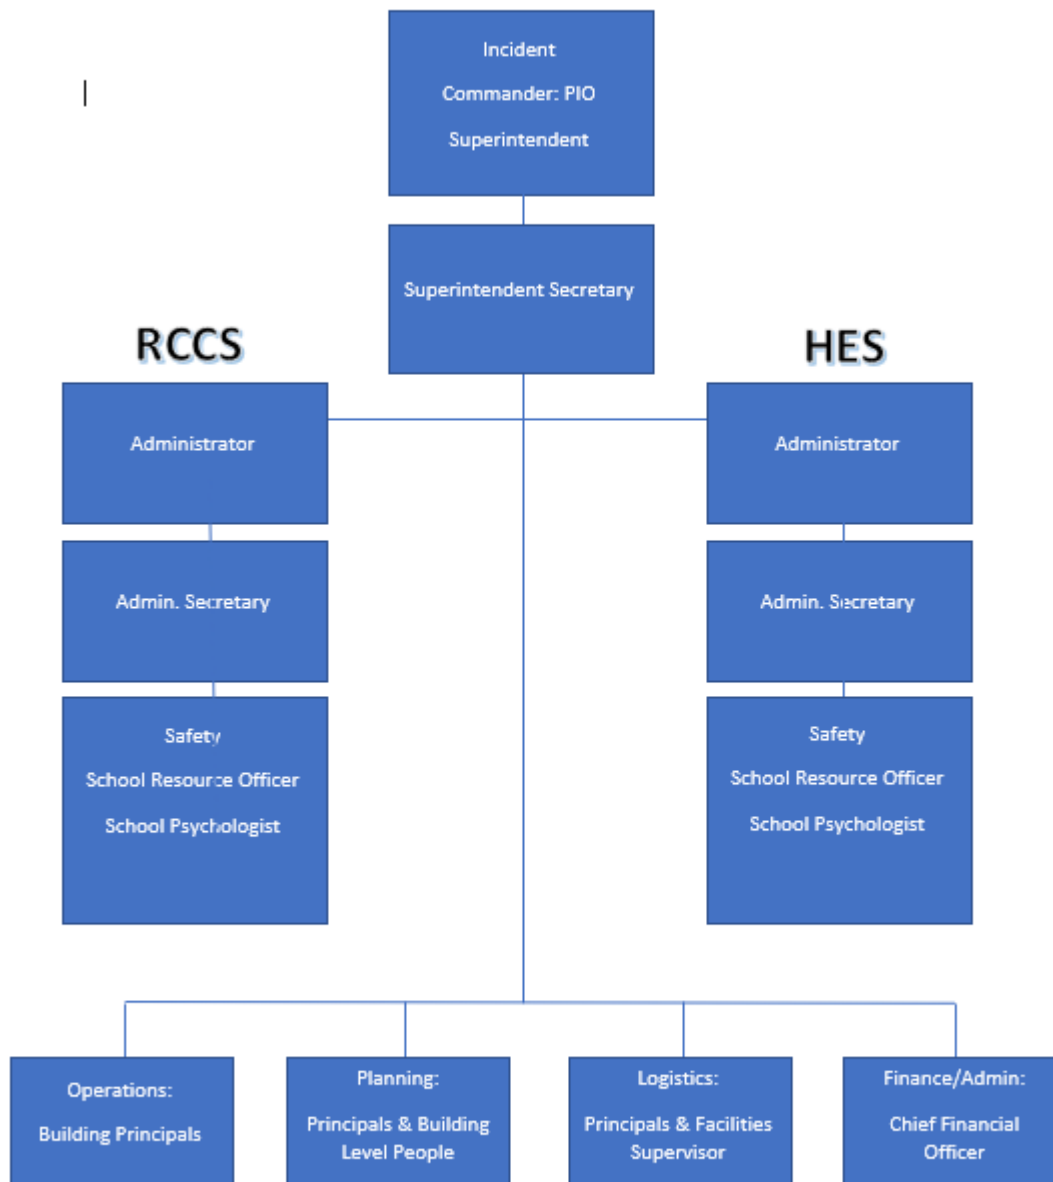 Incident
Commander: PIO
Superintendent
Superintendent Secretary
RCCS
Administrator
Admin. Secretary
Safety
School Resource Officer
School Psychologist
HES
Administrator
Admin. Secretary
Safety
School Resource Officer
School Psychologist
Operations:
Building Principals
Planning:
Principals & Building
Level People
Logistics:
Principals & Facilities
Supervisor
Finance/Admin:
Chief Financial
Officer